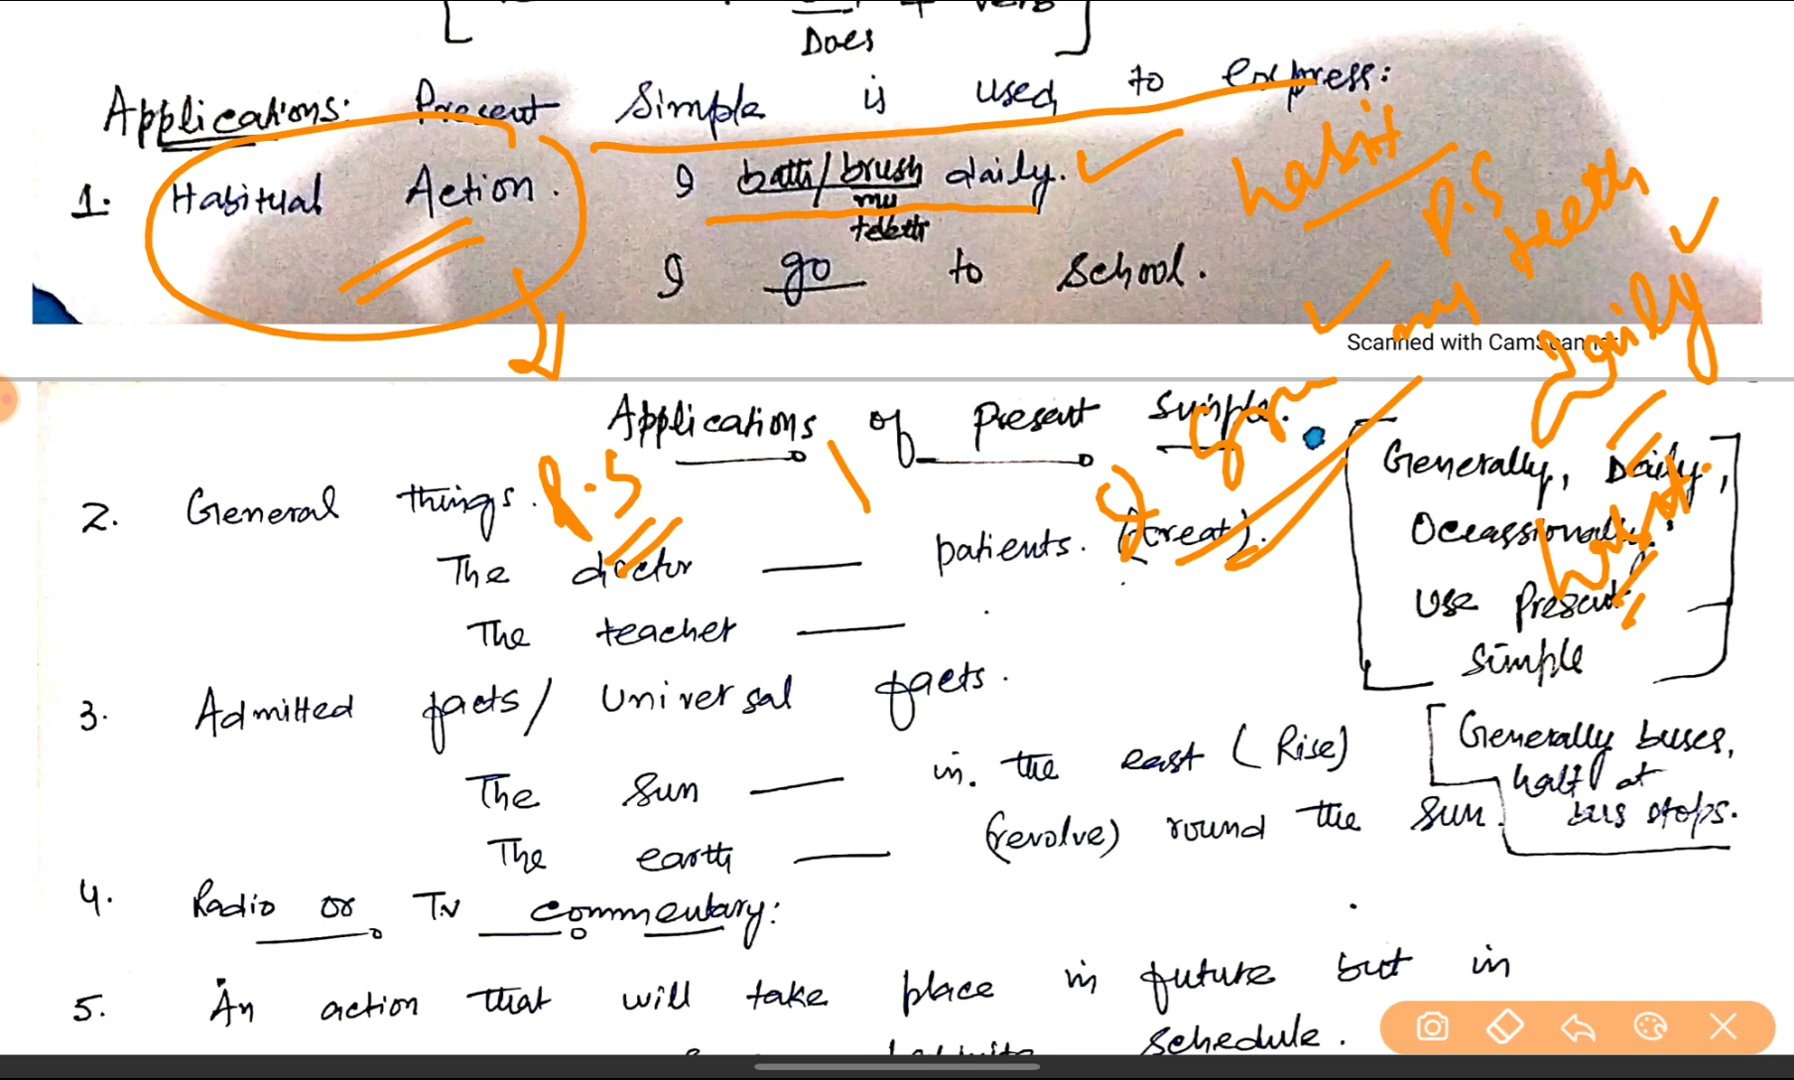 Does
Applications: Present Simple is used to express:
1. Habitual Action. I bath/brush daily.
my
teeth
I go to school.
habit
P.S
my teeth
daily
Scanned with CamScanner
Applications of Present Simple.
2. General things. P.S
The doctor ___ patients. (treat).
The teacher ___
Generally, Daily,
Occassionally,
use Present
simple
3. Admitted facts/ Universal facts.
The Sun ___ in. the east (Rise)
The earth ___ (revolve) round the sun.
Generally buses,
halt at
bus stops.
4. Radio or TV commentary:
5. An action that will take place in future but in
schedule.